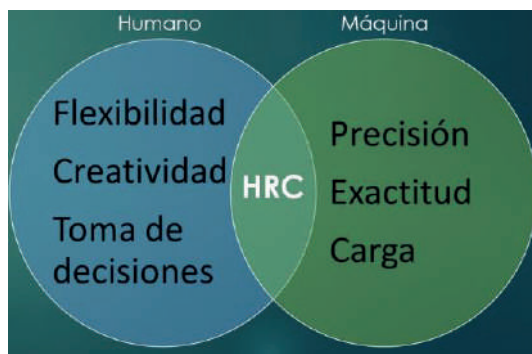 Humano
Máquina
Flexibilidad
Creatividad
Toma de
decisiones
HRC
Precisión
Exactitud
Carga